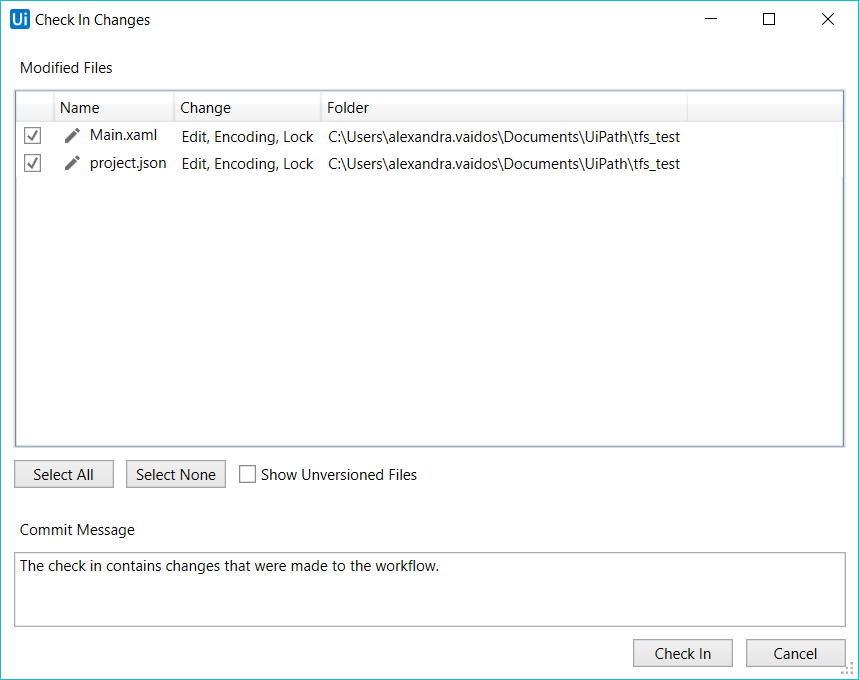 Ui Check In Changes
Modified Files
Name Change Folder
Main.xaml Edit, Encoding, Lock C:\Users\alexandra.vaidos\Documents\UiPath\tfs_test
project.json Edit, Encoding, Lock C:\Users\alexandra.vaidos\Documents\UiPath\tfs_test
Select All Select None Show Unversioned Files
Commit Message
The check in contains changes that were made to the workflow.
Check In Cancel